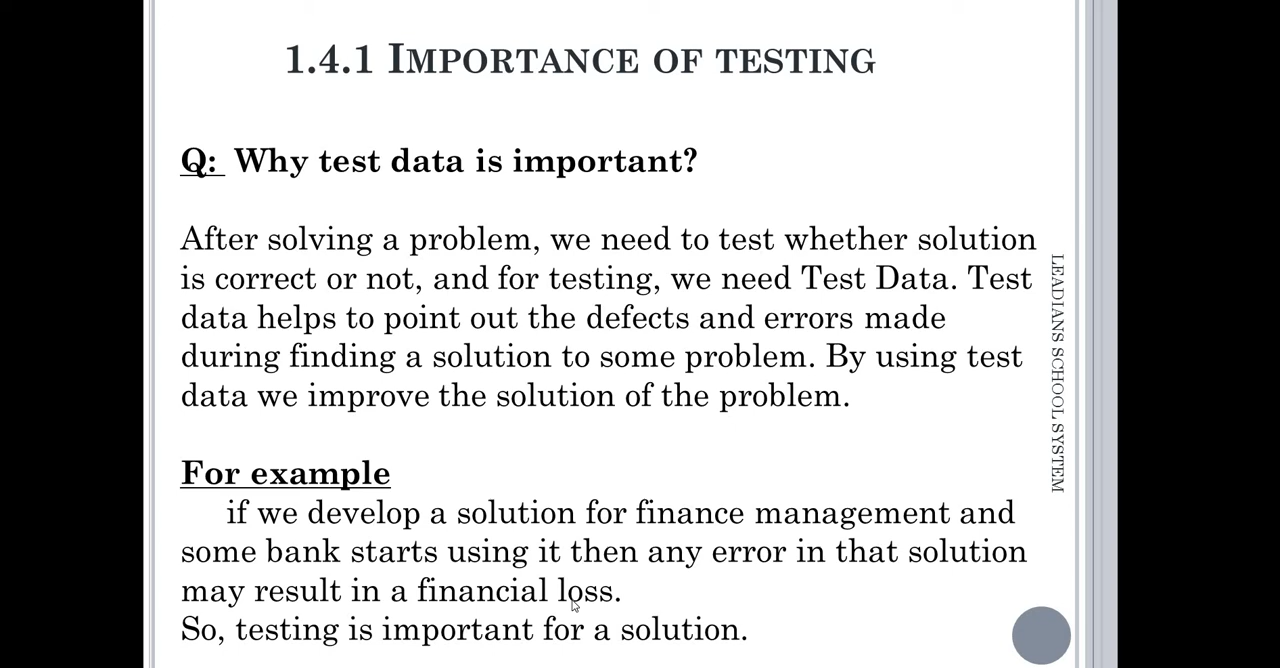 1.4.1 IMPORTANCE OF TESTING
Q: Why test data is important?
After solving a problem, we need to test whether solution
is correct or not, and for testing, we need Test Data. Test
data helps to point out the defects and errors made
during finding a solution to some problem. By using test
data we improve the solution of the problem.
For example
if we develop a solution for finance management and
some bank starts using it then any error in that solution
may result in a financial loss.
So, testing is important for a solution.
LEADIANS SCHOOL SYSTEM